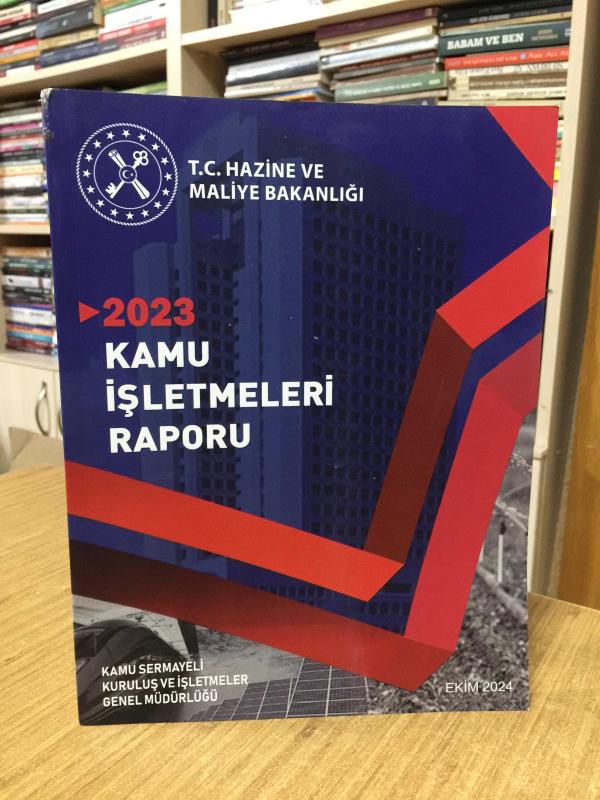 BABAM VE BEN
T.C. HAZİNE VE
MALİYE BAKANLIĞI
2023
KAMU
İŞLETMELERİ
RAPORU
KAMU SERMAYELİ
KURULUŞ VE İŞLETMELER
GENEL MÜDÜRLÜĞÜ
EKİM 2024